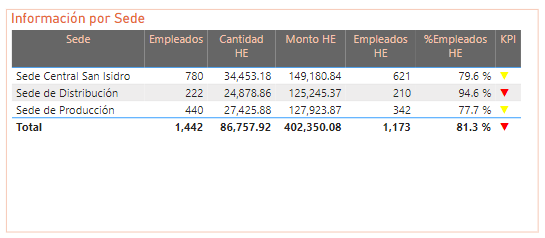 Información por Sede
Sede Empleados Cantidad HE Monto HE Empleados HE %Empleados HE KPI
Sede Central San Isidro 780 34,453.18 149,180.84 621 79.6 %
Sede de Distribución 222 24,878.86 125,245.37 210 94.6 %
Sede de Producción 440 27,425.88 127,923.87 342 77.7 %
Total 1,442 86,757.92 402,350.08 1,173 81.3 %